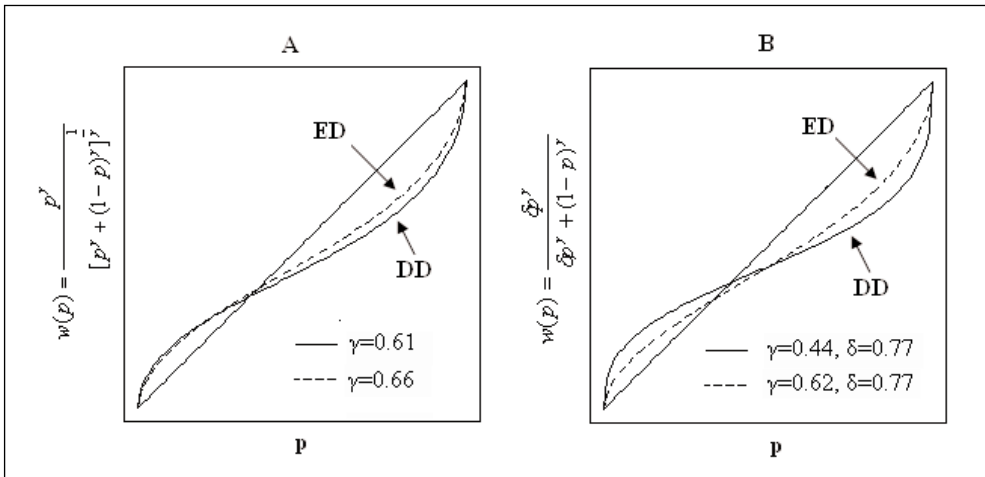 A
w(p) = p^r / [p^r + (1 − p)^r]^(1/r)
ED
DD
γ=0.61
γ=0.66
p
B
w(p) = δp^r / δp^r + (1 − p)^r
ED
DD
γ=0.44, δ=0.77
γ=0.62, δ=0.77
p